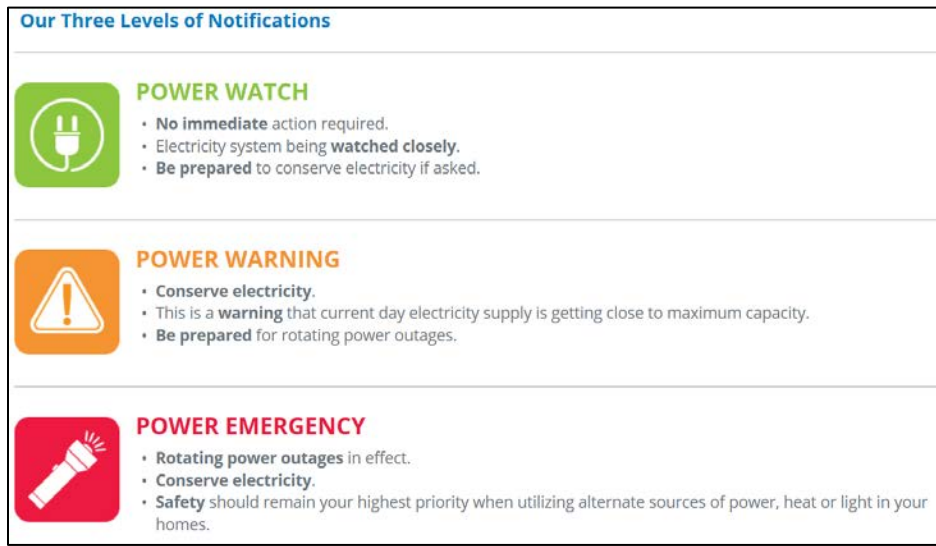 Our Three Levels of Notifications
POWER WATCH
• No immediate action required.
• Electricity system being watched closely.
• Be prepared to conserve electricity if asked.
POWER WARNING
• Conserve electricity.
• This is a warning that current day electricity supply is getting close to maximum capacity.
• Be prepared for rotating power outages.
POWER EMERGENCY
• Rotating power outages in effect.
• Conserve electricity.
• Safety should remain your highest priority when utilizing alternate sources of power, heat or light in your
homes.